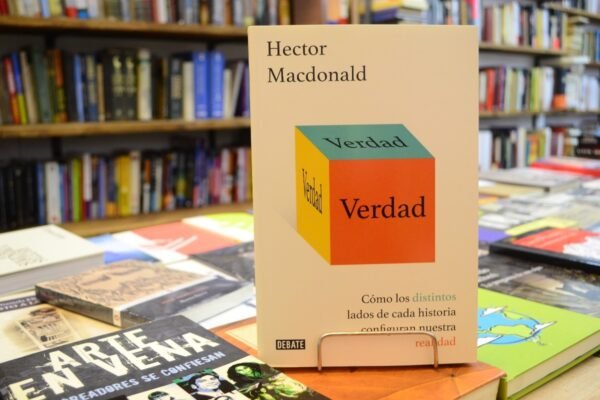 Hector
Macdonald
Verdad
Verdad
Verdad
Cómo los distintos
lados de cada historia
configuran nuestra
realidad
DEBATE
ARTE
EN VENA
CREADORES SE CONFIESAN